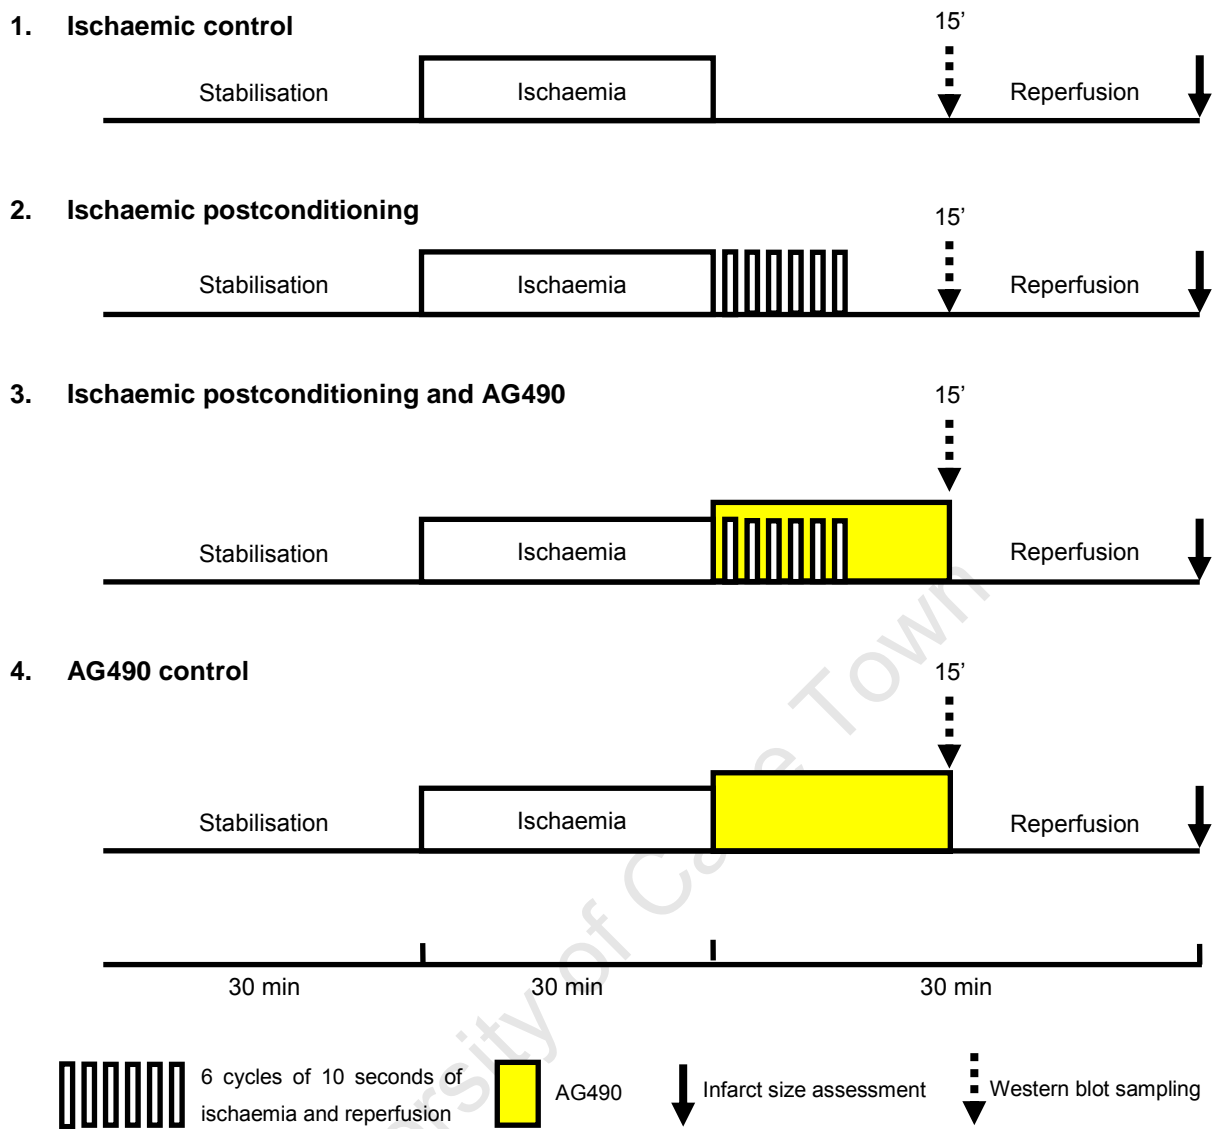 1. Ischaemic control
15'
Stabilisation Ischaemia Reperfusion
2. Ischaemic postconditioning
15'
Stabilisation Ischaemia Reperfusion
3. Ischaemic postconditioning and AG490
15'
Stabilisation Ischaemia Reperfusion
4. AG490 control
15'
Stabilisation Ischaemia Reperfusion
30 min 30 min 30 min
6 cycles of 10 seconds of
ischaemia and reperfusion
AG490
Infarct size assessment
Western blot sampling
of Town